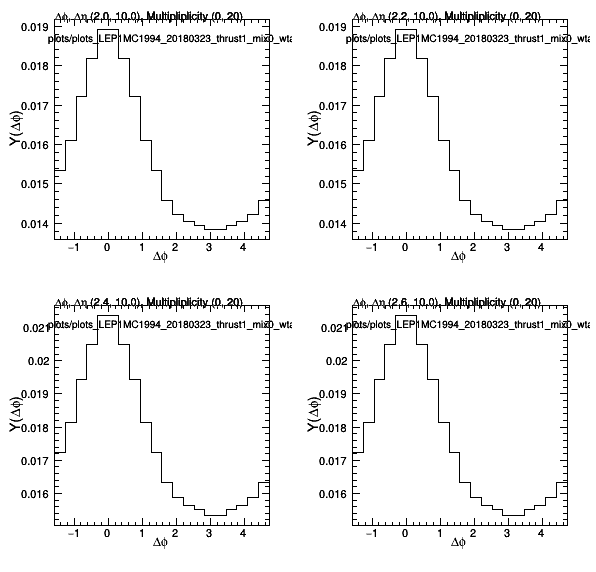 Δϕ, Δη (2.0, 10.0), Multipliplicity (0, 20)
plots/plots_LEP1MC1994_20180323_thrust1_mix0_wta
Y(Δϕ)
0.019
0.018
0.017
0.016
0.015
0.014
−1 0 1 2 3 4
Δϕ
Δϕ, Δη (2.2, 10.0), Multipliplicity (0, 20)
plots/plots_LEP1MC1994_20180323_thrust1_mix0_wta
Y(Δϕ)
0.019
0.018
0.017
0.016
0.015
0.014
−1 0 1 2 3 4
Δϕ
Δϕ, Δη (2.4, 10.0), Multipliplicity (0, 20)
plots/plots_LEP1MC1994_20180323_thrust1_mix0_wta
Y(Δϕ)
0.021
0.02
0.019
0.018
0.017
0.016
−1 0 1 2 3 4
Δϕ
Δϕ, Δη (2.6, 10.0), Multipliplicity (0, 20)
plots/plots_LEP1MC1994_20180323_thrust1_mix0_wta
Y(Δϕ)
0.021
0.02
0.019
0.018
0.017
0.016
−1 0 1 2 3 4
Δϕ